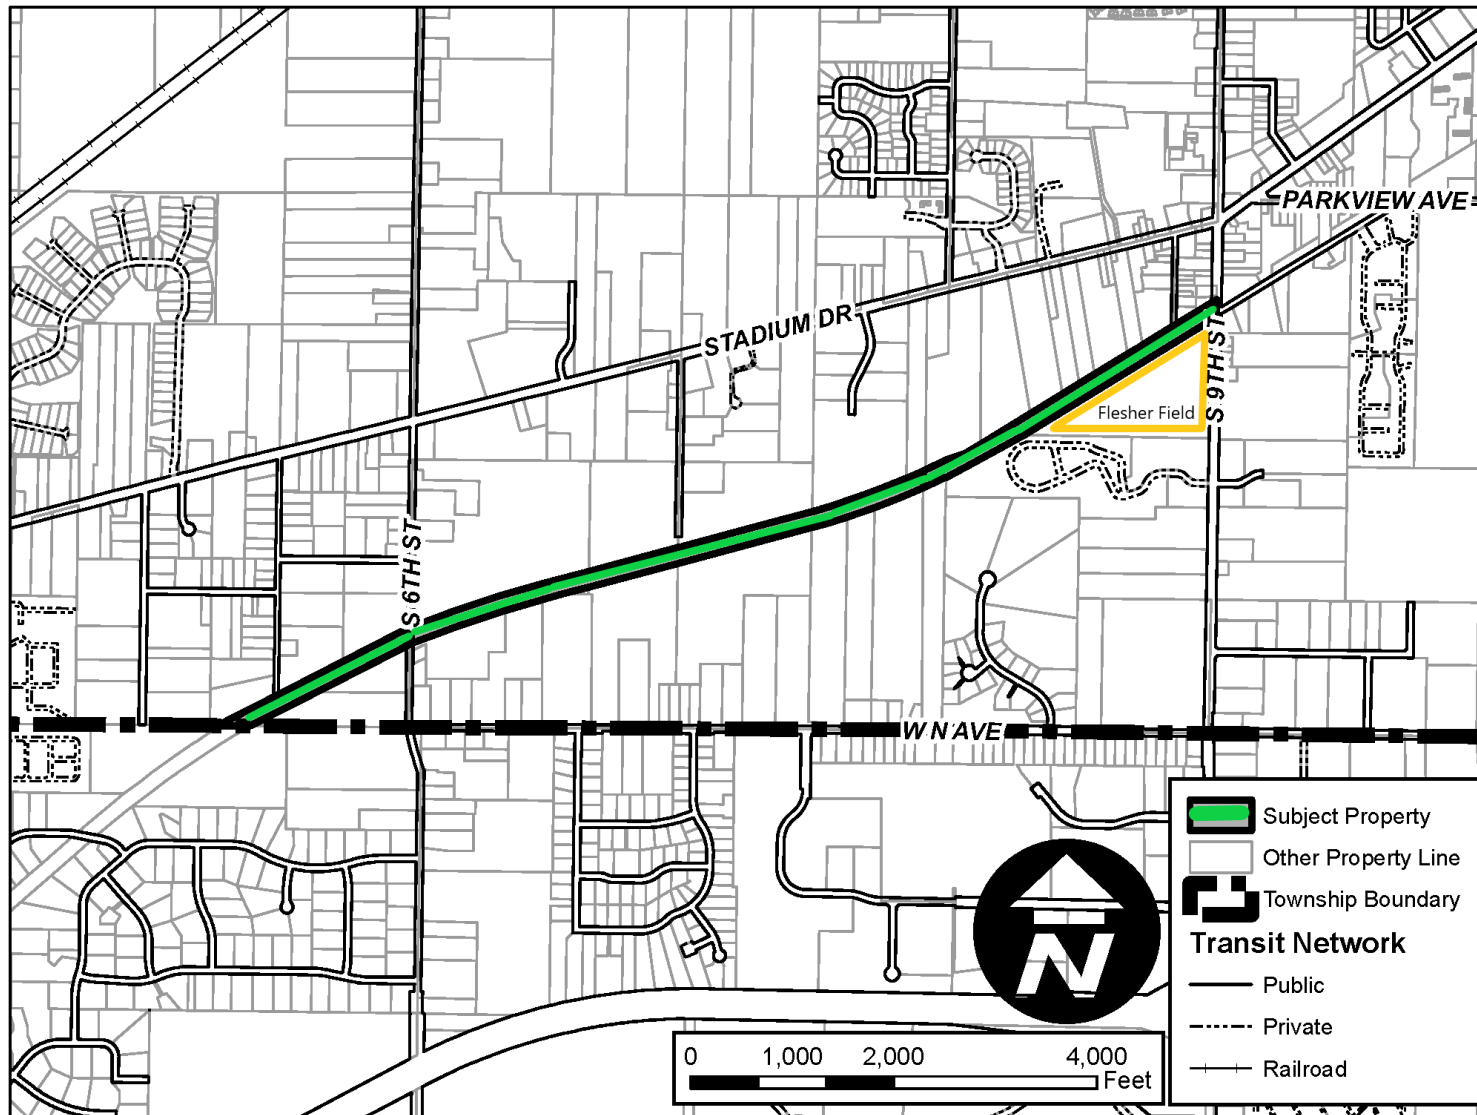 PARKVIEW AVE
STADIUM DR
S 9TH ST
Flesher Field
S 6TH ST
W N AVE
Subject Property
Other Property Line
Township Boundary
Transit Network
Public
Private
Railroad
N
0 1,000 2,000 4,000
Feet